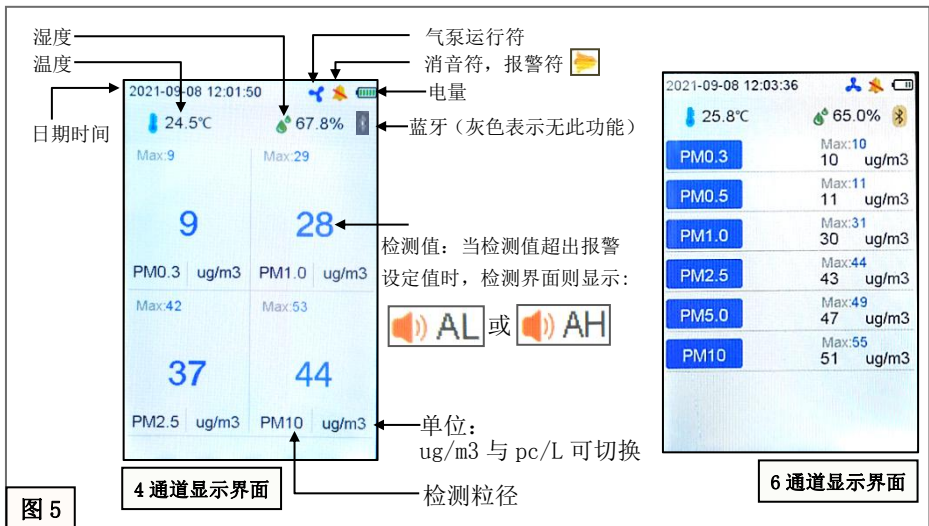 湿度
温度
日期时间
气泵运行符
消音符，报警符
电量
蓝牙（灰色表示无此功能）
2021-09-08 12:01:50
24.5℃ 67.8%
Max:9 Max:29
9 28
PM0.3 ug/m3 PM1.0 ug/m3
Max:42 Max:53
37 44
PM2.5 ug/m3 PM10 ug/m3
检测值：当检测值超出报警
设定值时，检测界面则显示:
AL 或 AH
单位：
ug/m3 与 pc/L 可切换
检测粒径
4 通道显示界面
2021-09-08 12:03:36
25.8℃ 65.0%
Max:10
PM0.3 10 ug/m3
Max:11
PM0.5 11 ug/m3
Max:31
PM1.0 30 ug/m3
Max:44
PM2.5 43 ug/m3
Max:49
PM5.0 47 ug/m3
Max:55
PM10 51 ug/m3
6 通道显示界面
图 5